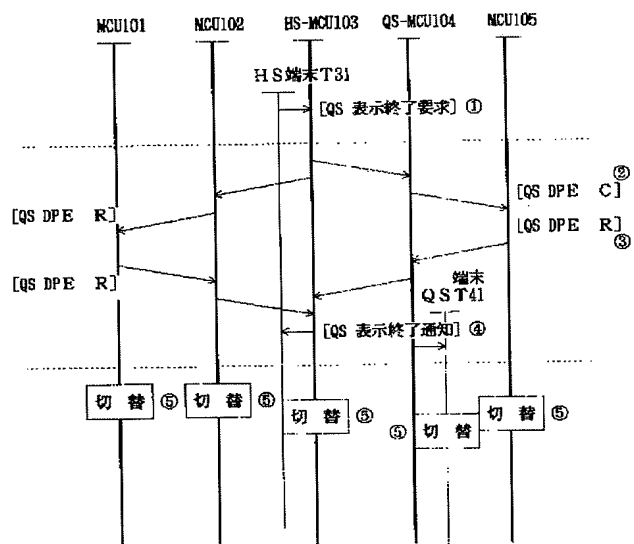 MCU101 MCU102 HS-MCU103 QS-MCU104 MCU105
HS端末T31
[QS 表示終了要求] ①
②
[QS DPE C]
[QS DPE R]
[QS DPE R]
③
[QS DPE R]
端末
QST41
[QS 表示終了通知] ④
切替 ⑤ 切替 ⑤ 切替 ⑤ ⑤ 切替 切替 ⑤